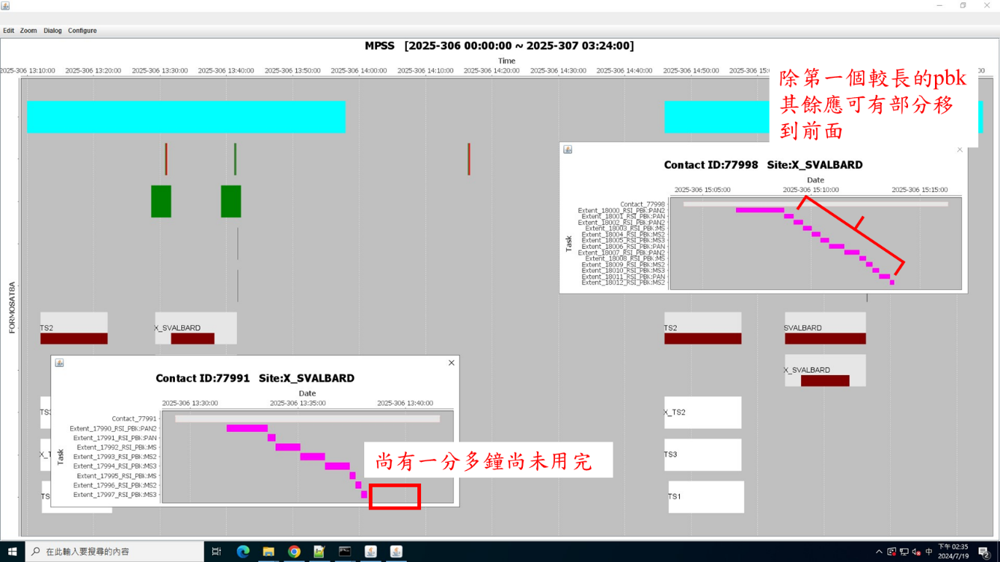 Edit Zoom Dialog Configure
MPSS [2025-306 00:00:00 ~ 2025-307 03:24:00]
Time
2025-306 13:10:00 2025-306 13:20:00 2025-306 13:30:00 2025-306 13:40:00 2025-306 13:50:00 2025-306 14:00:00 2025-306 14:10:00 2025-306 14:20:00 2025-306 14:30:00 2025-306 14:40:00 2025-306 14:50:00 2025-306 15:
除第一個較長的pbk
其餘應可有部分移
到前面
Contact ID:77998 Site:X_SVALBARD
Date
2025-306 15:05:00 2025-306 15:10:00 2025-306 15:15:00
Task
Contact_77998
Extent_18000_RSI_PBK:PAN2
Extent_18001_RSI_PBK:PAN
Extent_18002_RSI_PBK:PAN2
Extent_18003_RSI_PBK:MS
Extent_18004_RSI_PBK:MS2
Extent_18005_RSI_PBK:MS3
Extent_18006_RSI_PBK:PAN
Extent_18007_RSI_PBK:PAN2
Extent_18008_RSI_PBK:MS
Extent_18009_RSI_PBK:MS2
Extent_18010_RSI_PBK:MS3
Extent_18011_RSI_PBK:PAN
Extent_18012_RSI_PBK:MS2
FORMOSATBA
TS2 X_SVALBARD TS2 SVALBARD
X_SVALBARD
Contact ID:77991 Site:X_SVALBARD
Date
2025-306 13:30:00 2025-306 13:35:00 2025-306 13:40:00
Task
Contact_77991
Extent_17990_RSI_PBK:PAN2
Extent_17991_RSI_PBK:PAN
Extent_17992_RSI_PBK:MS
Extent_17993_RSI_PBK:MS2
Extent_17994_RSI_PBK:MS3
Extent_17995_RSI_PBK:MS
Extent_17996_RSI_PBK:MS2
Extent_17997_RSI_PBK:MS3
尚有一分多鐘尚未用完
X_TS2
TS3
TS1
在此輸入要搜尋的內容
中
下午 02:35
2024/7/19
2